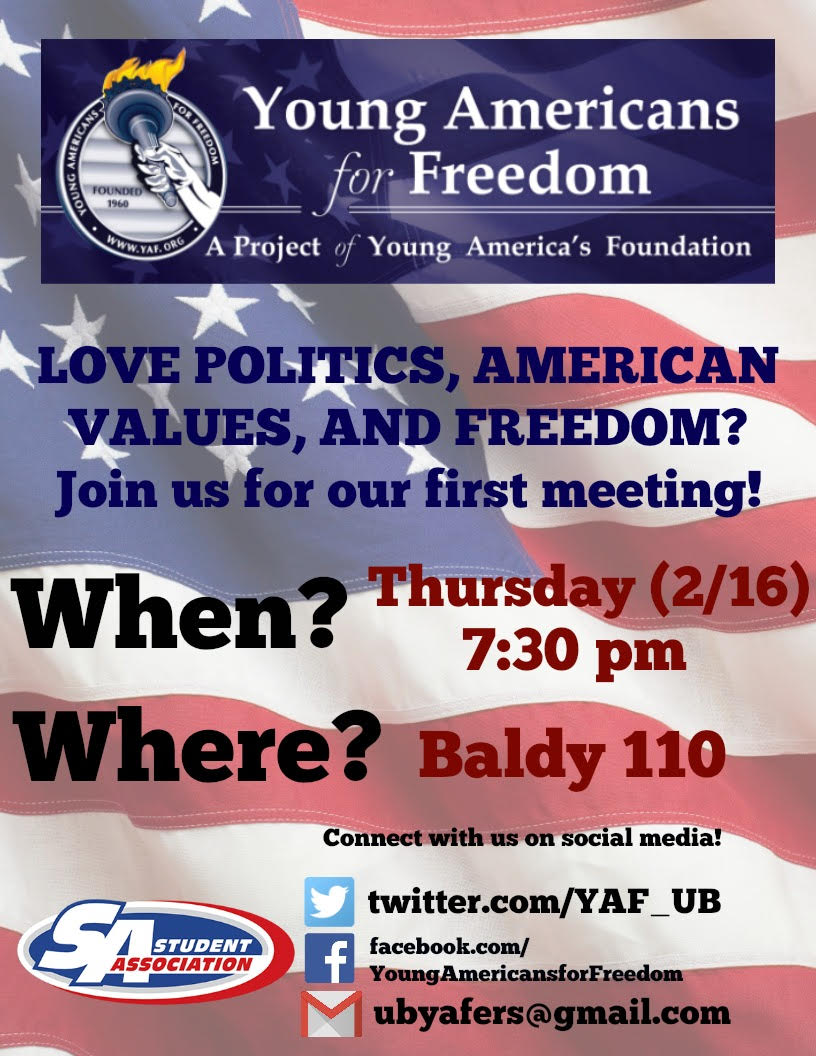 YOUNG AMERICANS FOR FREEDOM
FOUNDED
1960
WWW.YAF.ORG
Young Americans
for Freedom
A Project of Young America's Foundation
LOVE POLITICS, AMERICAN
VALUES, AND FREEDOM?
Join us for our first meeting!
When?
Thursday (2/16)
7:30 pm
Where?
Baldy 110
Connect with us on social media!
twitter.com/YAF_UB
SA STUDENT
ASSOCIATION
facebook.com/
YoungAmericansforFreedom
ubyafers@gmail.com